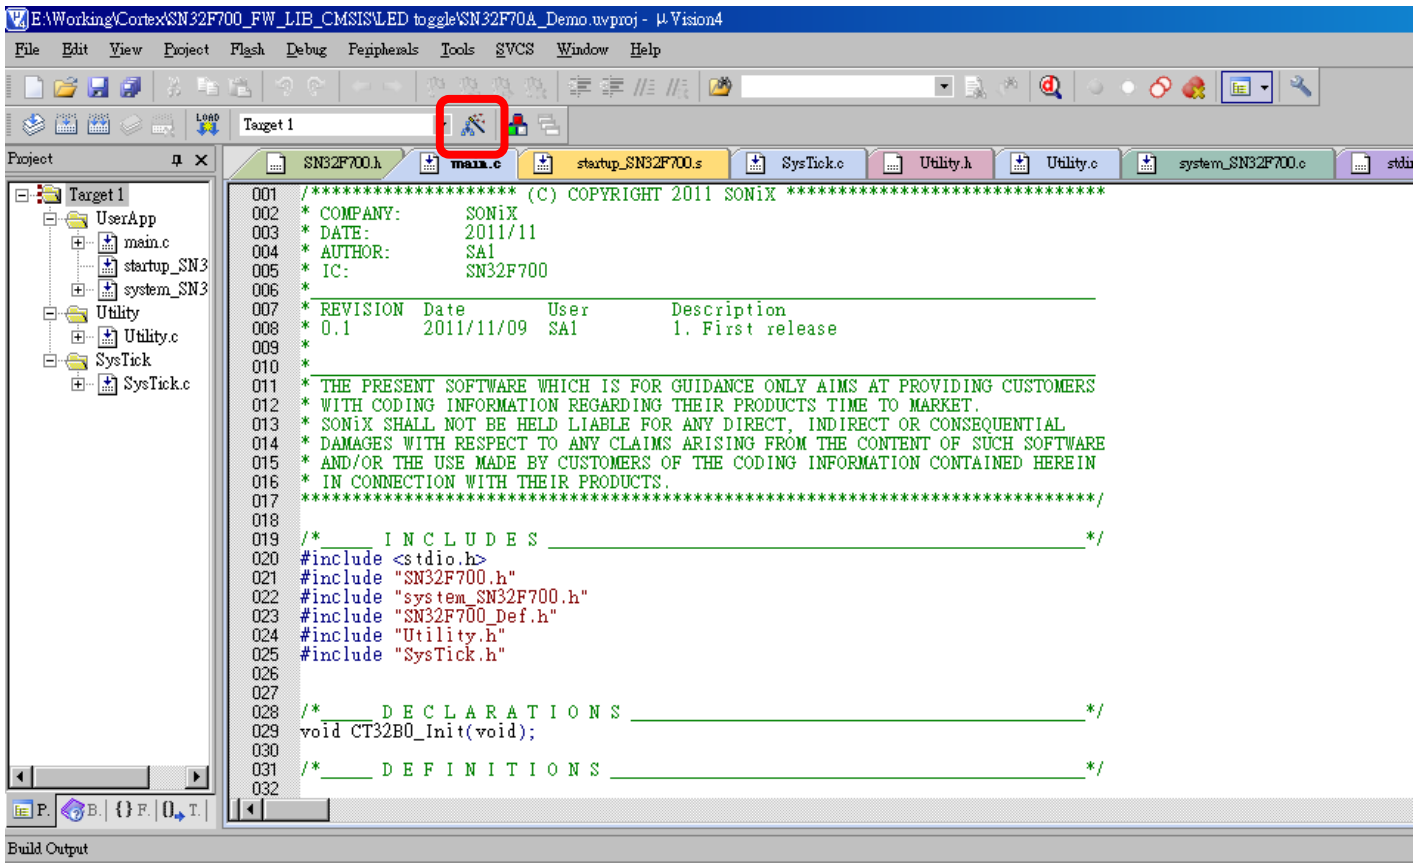 E:\Working\Cortex\SN32F700_FW_LIB_CMSIS\LED toggle\SN32F70A_Demo.uvproj - µVision4
File Edit View Project Flash Debug Peripherals Tools SVCS Window Help
LOAD Target 1
Project
SN32F700.h main.c startup_SN32F700.s SysTick.c Utility.h Utility.c system_SN32F700.c
Target 1
UserApp
main.c
startup_SN3
system_SN3
Utility
Utility.c
SysTick
SysTick.c
001 /******************** (C) COPYRIGHT 2011 SONiX *******************************
002 * COMPANY: SONiX
003 * DATE: 2011/11
004 * AUTHOR: SA1
005 * IC: SN32F700
006 *____________________________________________________________________________
007 * REVISION Date User Description
008 * 0.1 2011/11/09 SA1 1. First release
009 *
010 *____________________________________________________________________________
011 * THE PRESENT SOFTWARE WHICH IS FOR GUIDANCE ONLY AIMS AT PROVIDING CUSTOMERS
012 * WITH CODING INFORMATION REGARDING THEIR PRODUCTS TIME TO MARKET.
013 * SONiX SHALL NOT BE HELD LIABLE FOR ANY DIRECT, INDIRECT OR CONSEQUENTIAL
014 * DAMAGES WITH RESPECT TO ANY CLAIMS ARISING FROM THE CONTENT OF SUCH SOFTWARE
015 * AND/OR THE USE MADE BY CUSTOMERS OF THE CODING INFORMATION CONTAINED HEREIN
016 * IN CONNECTION WITH THEIR PRODUCTS.
017 *****************************************************************************/
018
019 /*_____ I N C L U D E S ____________________________________________________*/
020 #include <stdio.h>
021 #include "SN32F700.h"
022 #include "system_SN32F700.h"
023 #include "SN32F700_Def.h"
024 #include "Utility.h"
025 #include "SysTick.h"
026
027
028 /*_____ D E C L A R A T I O N S ____________________________________________*/
029 void CT32B0_Init(void);
030
031 /*_____ D E F I N I T I O N S ______________________________________________*/
032
P. B. {} F. 0 T.
Build Output